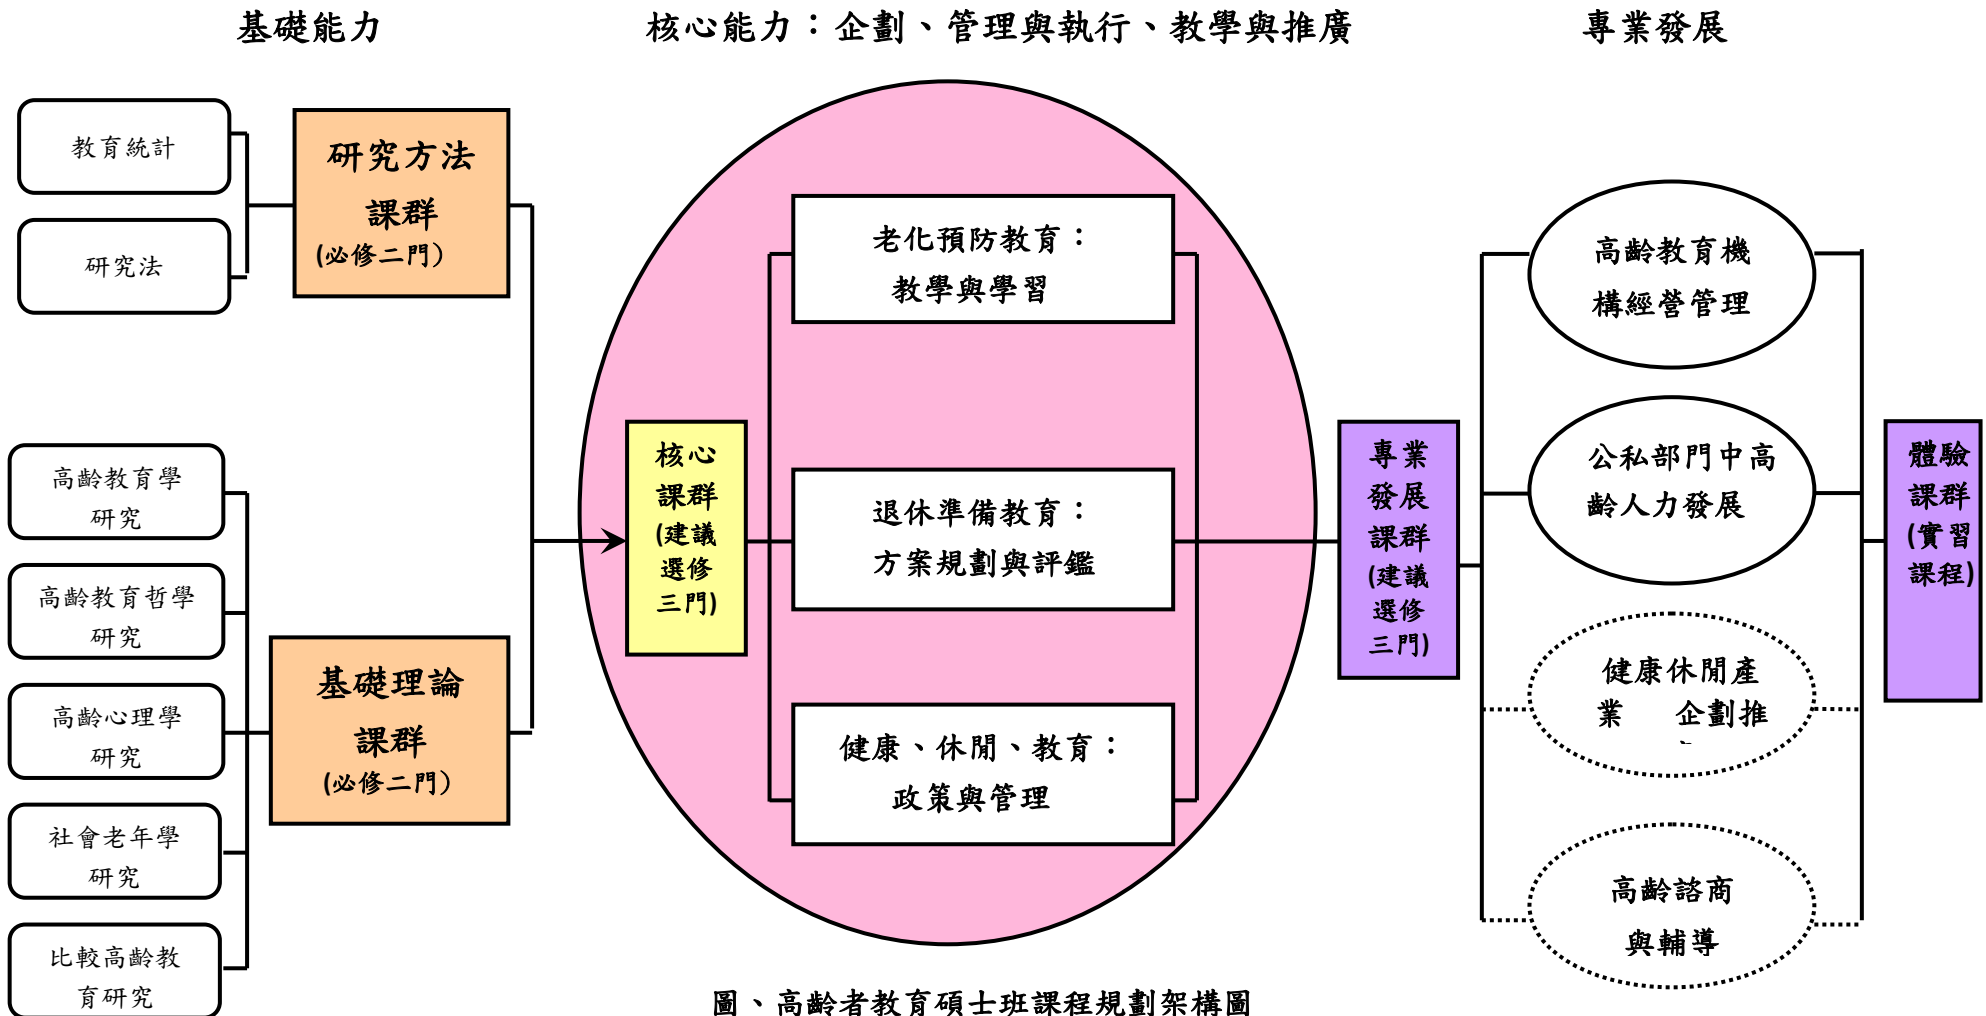 基礎能力
核心能力：企劃、管理與執行、教學與推廣
專業發展
教育統計
研究法
研究方法
課群
(必修二門)
高齡教育學
研究
高齡教育哲學
研究
高齡心理學
研究
社會老年學
研究
比較高齡教
育研究
基礎理論
課群
(必修二門)
核心
課群
(建議
選修
三門)
老化預防教育：
教學與學習
退休準備教育：
方案規劃與評鑑
健康、休閒、教育：
政策與管理
專業
發展
課群
(建議
選修
三門)
高齡教育機
構經營管理
公私部門中高
齡人力發展
健康休閒產
業 企劃推
高齡諮商
與輔導
體驗
課群
(實習
課程)
圖、高齡者教育碩士班課程規劃架構圖